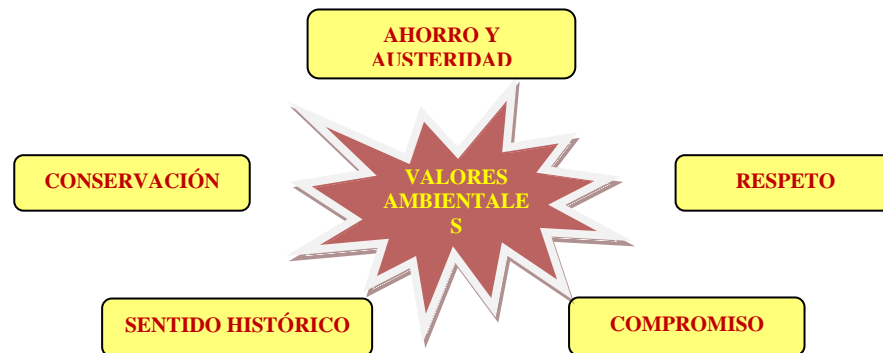 AHORRO Y
AUSTERIDAD
CONSERVACIÓN
VALORES
AMBIENTALE
S
RESPETO
SENTIDO HISTÓRICO
COMPROMISO